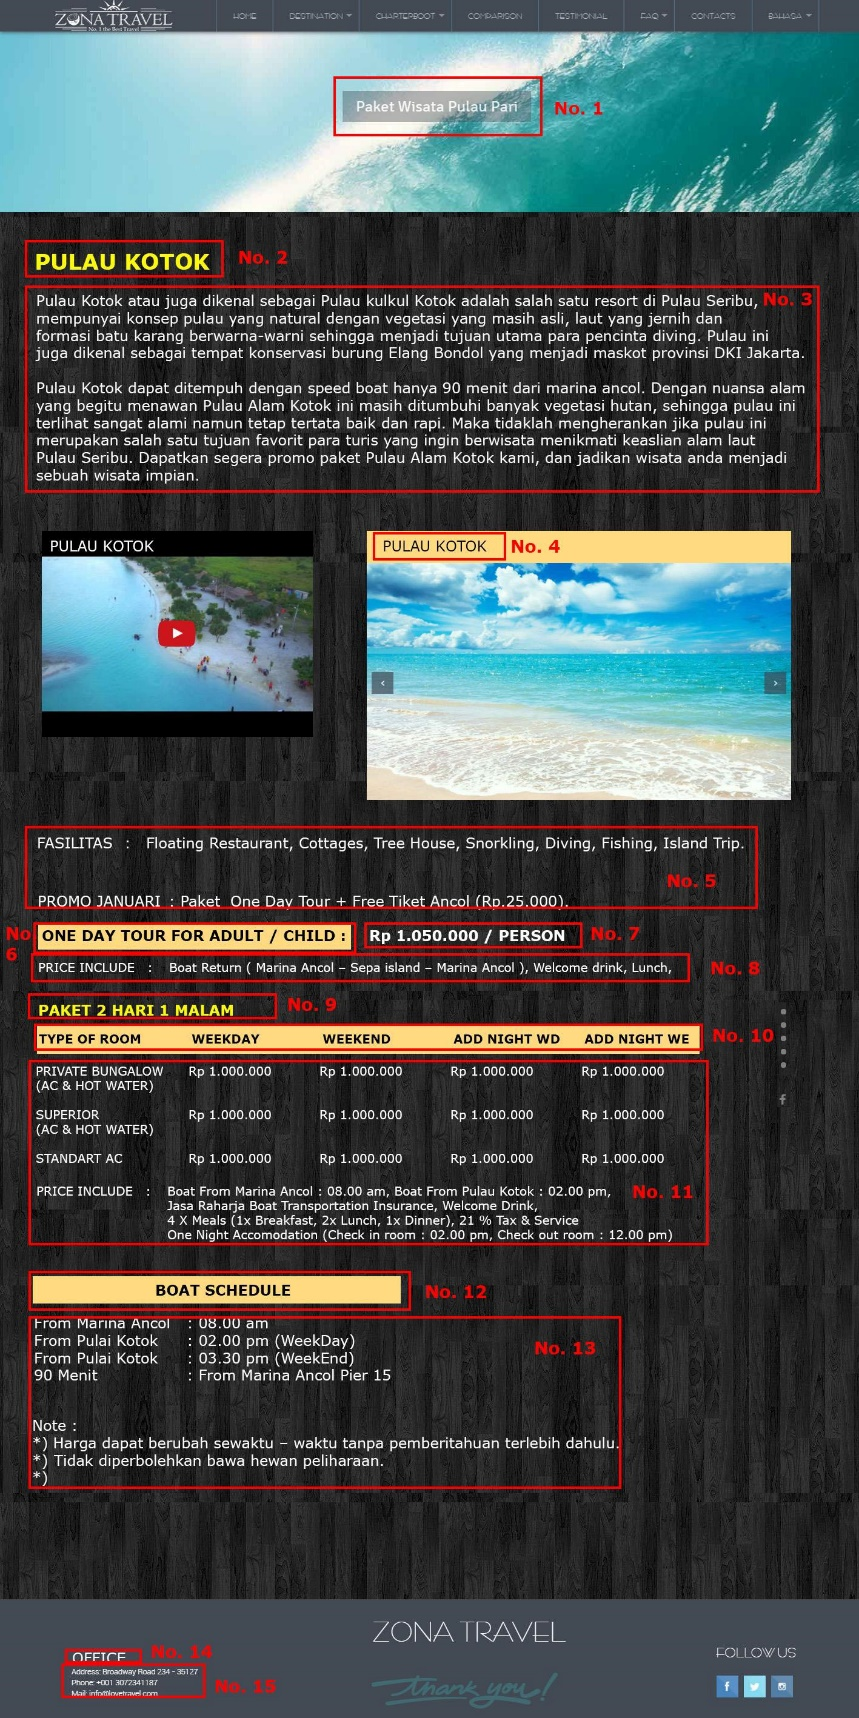 ZONA TRAVEL
No. 1 the Best Travel
HOME DESTINATION CHARTERBOOT COMPARISON TESTIMONIAL FAQ CONTACTS BAHASA
Paket Wisata Pulau Pari
No. 1
PULAU KOTOK
No. 2
Pulau Kotok atau juga dikenal sebagai Pulau kulkul Kotok adalah salah satu resort di Pulau Seribu, No. 3
mempunyai konsep pulau yang natural dengan vegetasi yang masih asli, laut yang jernih dan
formasi batu karang berwarna-warni sehingga menjadi tujuan utama para pencinta diving. Pulau ini
juga dikenal sebagai tempat konservasi burung Elang Bondol yang menjadi maskot provinsi DKI Jakarta.
Pulau Kotok dapat ditempuh dengan speed boat hanya 90 menit dari marina ancol. Dengan nuansa alam
yang begitu menawan Pulau Alam Kotok ini masih ditumbuhi banyak vegetasi hutan, sehingga pulau ini
terlihat sangat alami namun tetap tertata baik dan rapi. Maka tidaklah mengherankan jika pulau ini
merupakan salah satu tujuan favorit para turis yang ingin berwisata menikmati keaslian alam laut
Pulau Seribu. Dapatkan segera promo paket Pulau Alam Kotok kami, dan jadikan wisata anda menjadi
sebuah wisata impian.
PULAU KOTOK
PULAU KOTOK
No. 4
FASILITAS : Floating Restaurant, Cottages, Tree House, Snorkling, Diving, Fishing, Island Trip.
No. 5
PROMO JANUARI : Paket One Day Tour + Free Tiket Ancol (Rp.25.000).
No 6
ONE DAY TOUR FOR ADULT / CHILD :
Rp 1.050.000 / PERSON
No. 7
PRICE INCLUDE : Boat Return ( Marina Ancol – Sepa island – Marina Ancol ), Welcome drink, Lunch,
No. 8
PAKET 2 HARI 1 MALAM
No. 9
TYPE OF ROOM WEEKDAY WEEKEND ADD NIGHT WD ADD NIGHT WE
No. 10
PRIVATE BUNGALOW Rp 1.000.000 Rp 1.000.000 Rp 1.000.000 Rp 1.000.000
(AC & HOT WATER)
SUPERIOR Rp 1.000.000 Rp 1.000.000 Rp 1.000.000 Rp 1.000.000
(AC & HOT WATER)
STANDART AC Rp 1.000.000 Rp 1.000.000 Rp 1.000.000 Rp 1.000.000
PRICE INCLUDE : Boat From Marina Ancol : 08.00 am, Boat From Pulau Kotok : 02.00 pm,
No. 11
Jasa Raharja Boat Transportation Insurance, Welcome Drink,
4 X Meals (1x Breakfast, 2x Lunch, 1x Dinner), 21 % Tax & Service
One Night Accomodation (Check in room : 02.00 pm, Check out room : 12.00 pm)
BOAT SCHEDULE
No. 12
From Marina Ancol : 08.00 am
From Pulai Kotok : 02.00 pm (WeekDay)
From Pulai Kotok : 03.30 pm (WeekEnd)
No. 13
90 Menit : From Marina Ancol Pier 15
Note :
*) Harga dapat berubah sewaktu – waktu tanpa pemberitahuan terlebih dahulu.
*) Tidak diperbolehkan bawa hewan peliharaan.
*)
ZONA TRAVEL
thank you!
OFFICE
No. 14
Address: Broadway Road 234 - 35127
Phone: +001 3072341187
Mail: info@lovetravel.com
No. 15
FOLLOW US